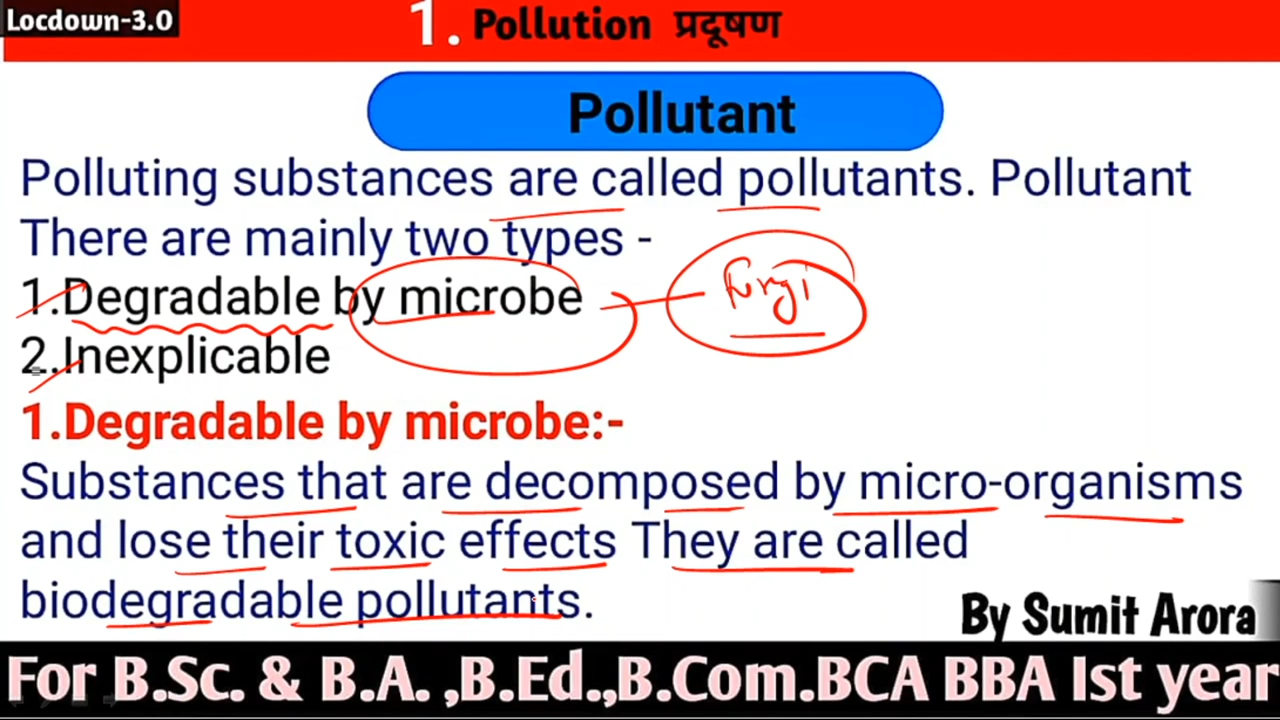 Locdown-3.0
1. Pollution प्रदूषण
Pollutant
Polluting substances are called pollutants. Pollutant
There are mainly two types -
1.Degradable by microbe
Fungi
2.Inexplicable
1.Degradable by microbe:-
Substances that are decomposed by micro-organisms
and lose their toxic effects They are called
biodegradable pollutants.
By Sumit Arora
For B.Sc. & B.A. ,B.Ed.,B.Com.BCA BBA Ist year